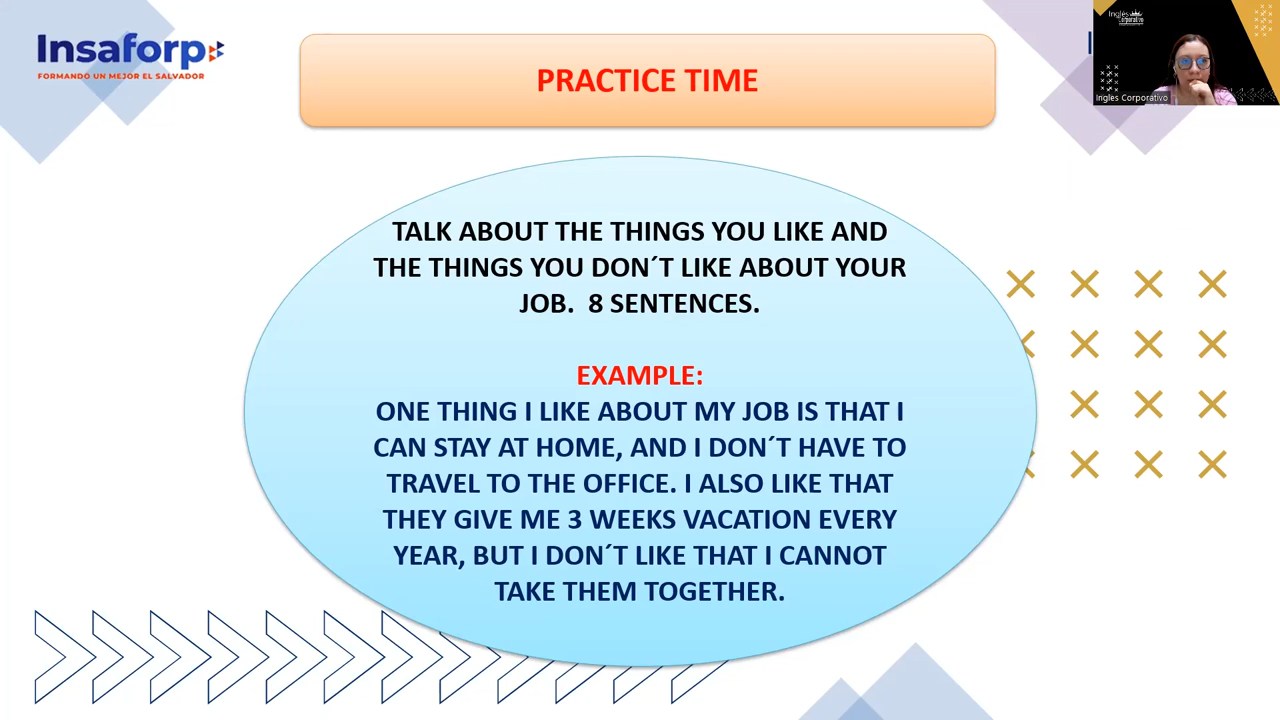 Insaforp
FORMANDO UN MEJOR EL SALVADOR
PRACTICE TIME
Inglés
Corporativo
Ingles Corporativo
TALK ABOUT THE THINGS YOU LIKE AND
THE THINGS YOU DON´T LIKE ABOUT YOUR
JOB.  8 SENTENCES.
EXAMPLE:
ONE THING I LIKE ABOUT MY JOB IS THAT I
CAN STAY AT HOME, AND I DON´T HAVE TO
TRAVEL TO THE OFFICE. I ALSO LIKE THAT
THEY GIVE ME 3 WEEKS VACATION EVERY
YEAR, BUT I DON´T LIKE THAT I CANNOT
TAKE THEM TOGETHER.